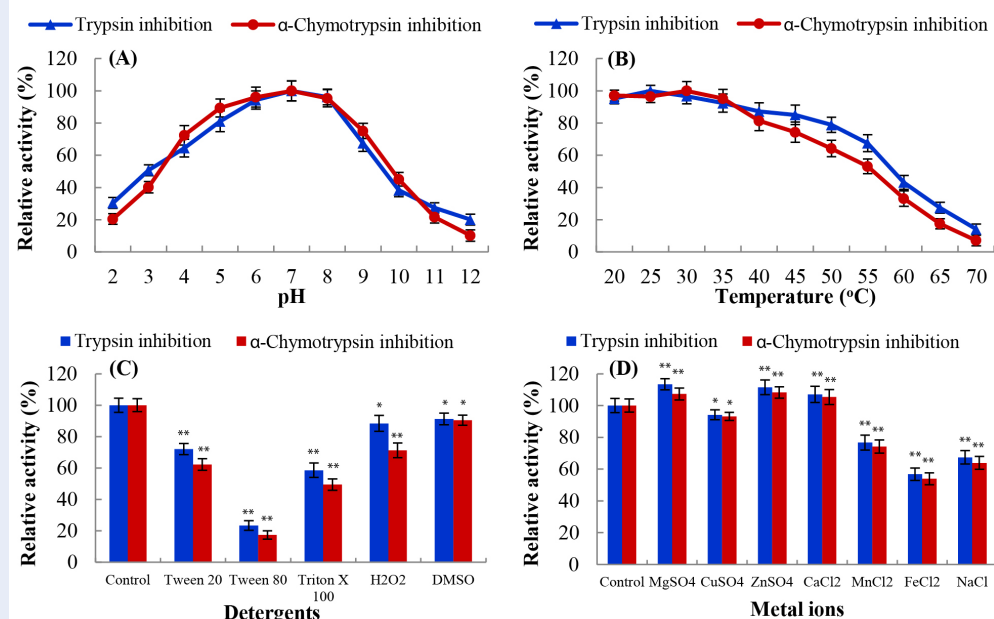 Trypsin inhibition α-Chymotrypsin inhibition
(A)
Relative activity (%)
120
100
80
60
40
20
0
2 3 4 5 6 7 8 9 10 11 12
pH
Trypsin inhibition α-Chymotrypsin inhibition
(B)
Relative activity (%)
120
100
80
60
40
20
0
20 25 30 35 40 45 50 55 60 65 70
Temperature (ᵒC)
Trypsin inhibition α-Chymotrypsin inhibition
(C)
Relative activity (%)
120
100
80
60
40
20
0
** ** ** ** ** ** * ** * *
Control Tween 20 Tween 80 Triton X H2O2 DMSO
100
Detergents
Trypsin inhibition α-Chymotrypsin inhibition
(D)
Relative activity (%)
120
100
80
60
40
20
0
** ** * * ** ** ** ** ** ** ** ** ** **
Control MgSO4 CuSO4 ZnSO4 CaCl2 MnCl2 FeCl2 NaCl
Metal ions